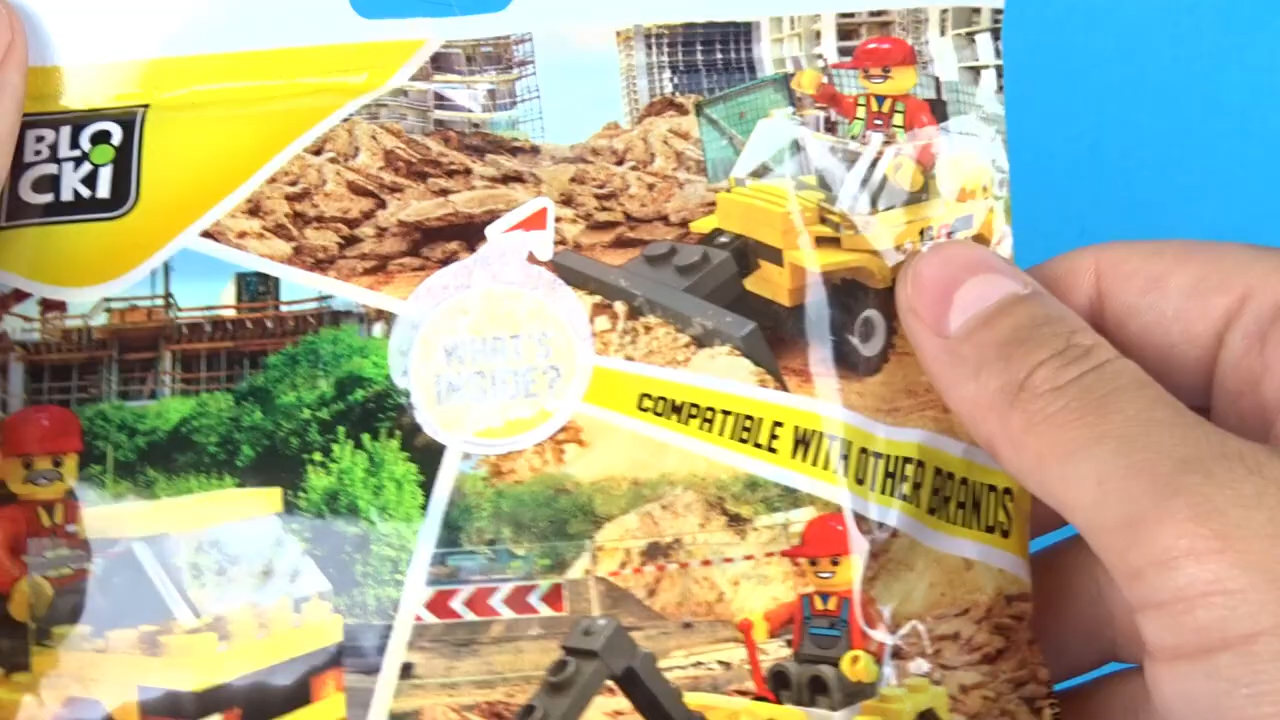 BLO
CKI
WHAT'S
INSIDE?
COMPATIBLE WITH OTHER BRANDS